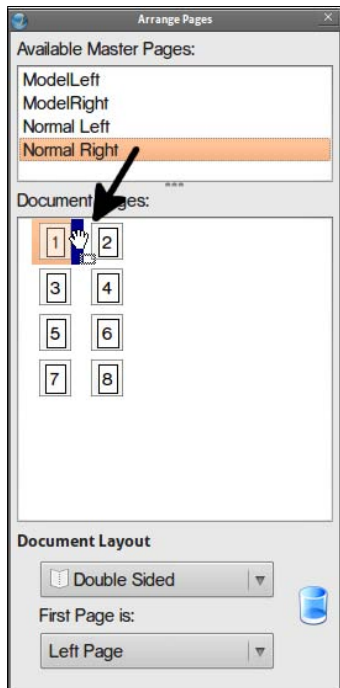 Arrange Pages
Available Master Pages:
ModelLeft
ModelRight
Normal Left
Normal Right
Document Pages:
1 2
3 4
5 6
7 8
Document Layout
Double Sided
First Page is:
Left Page